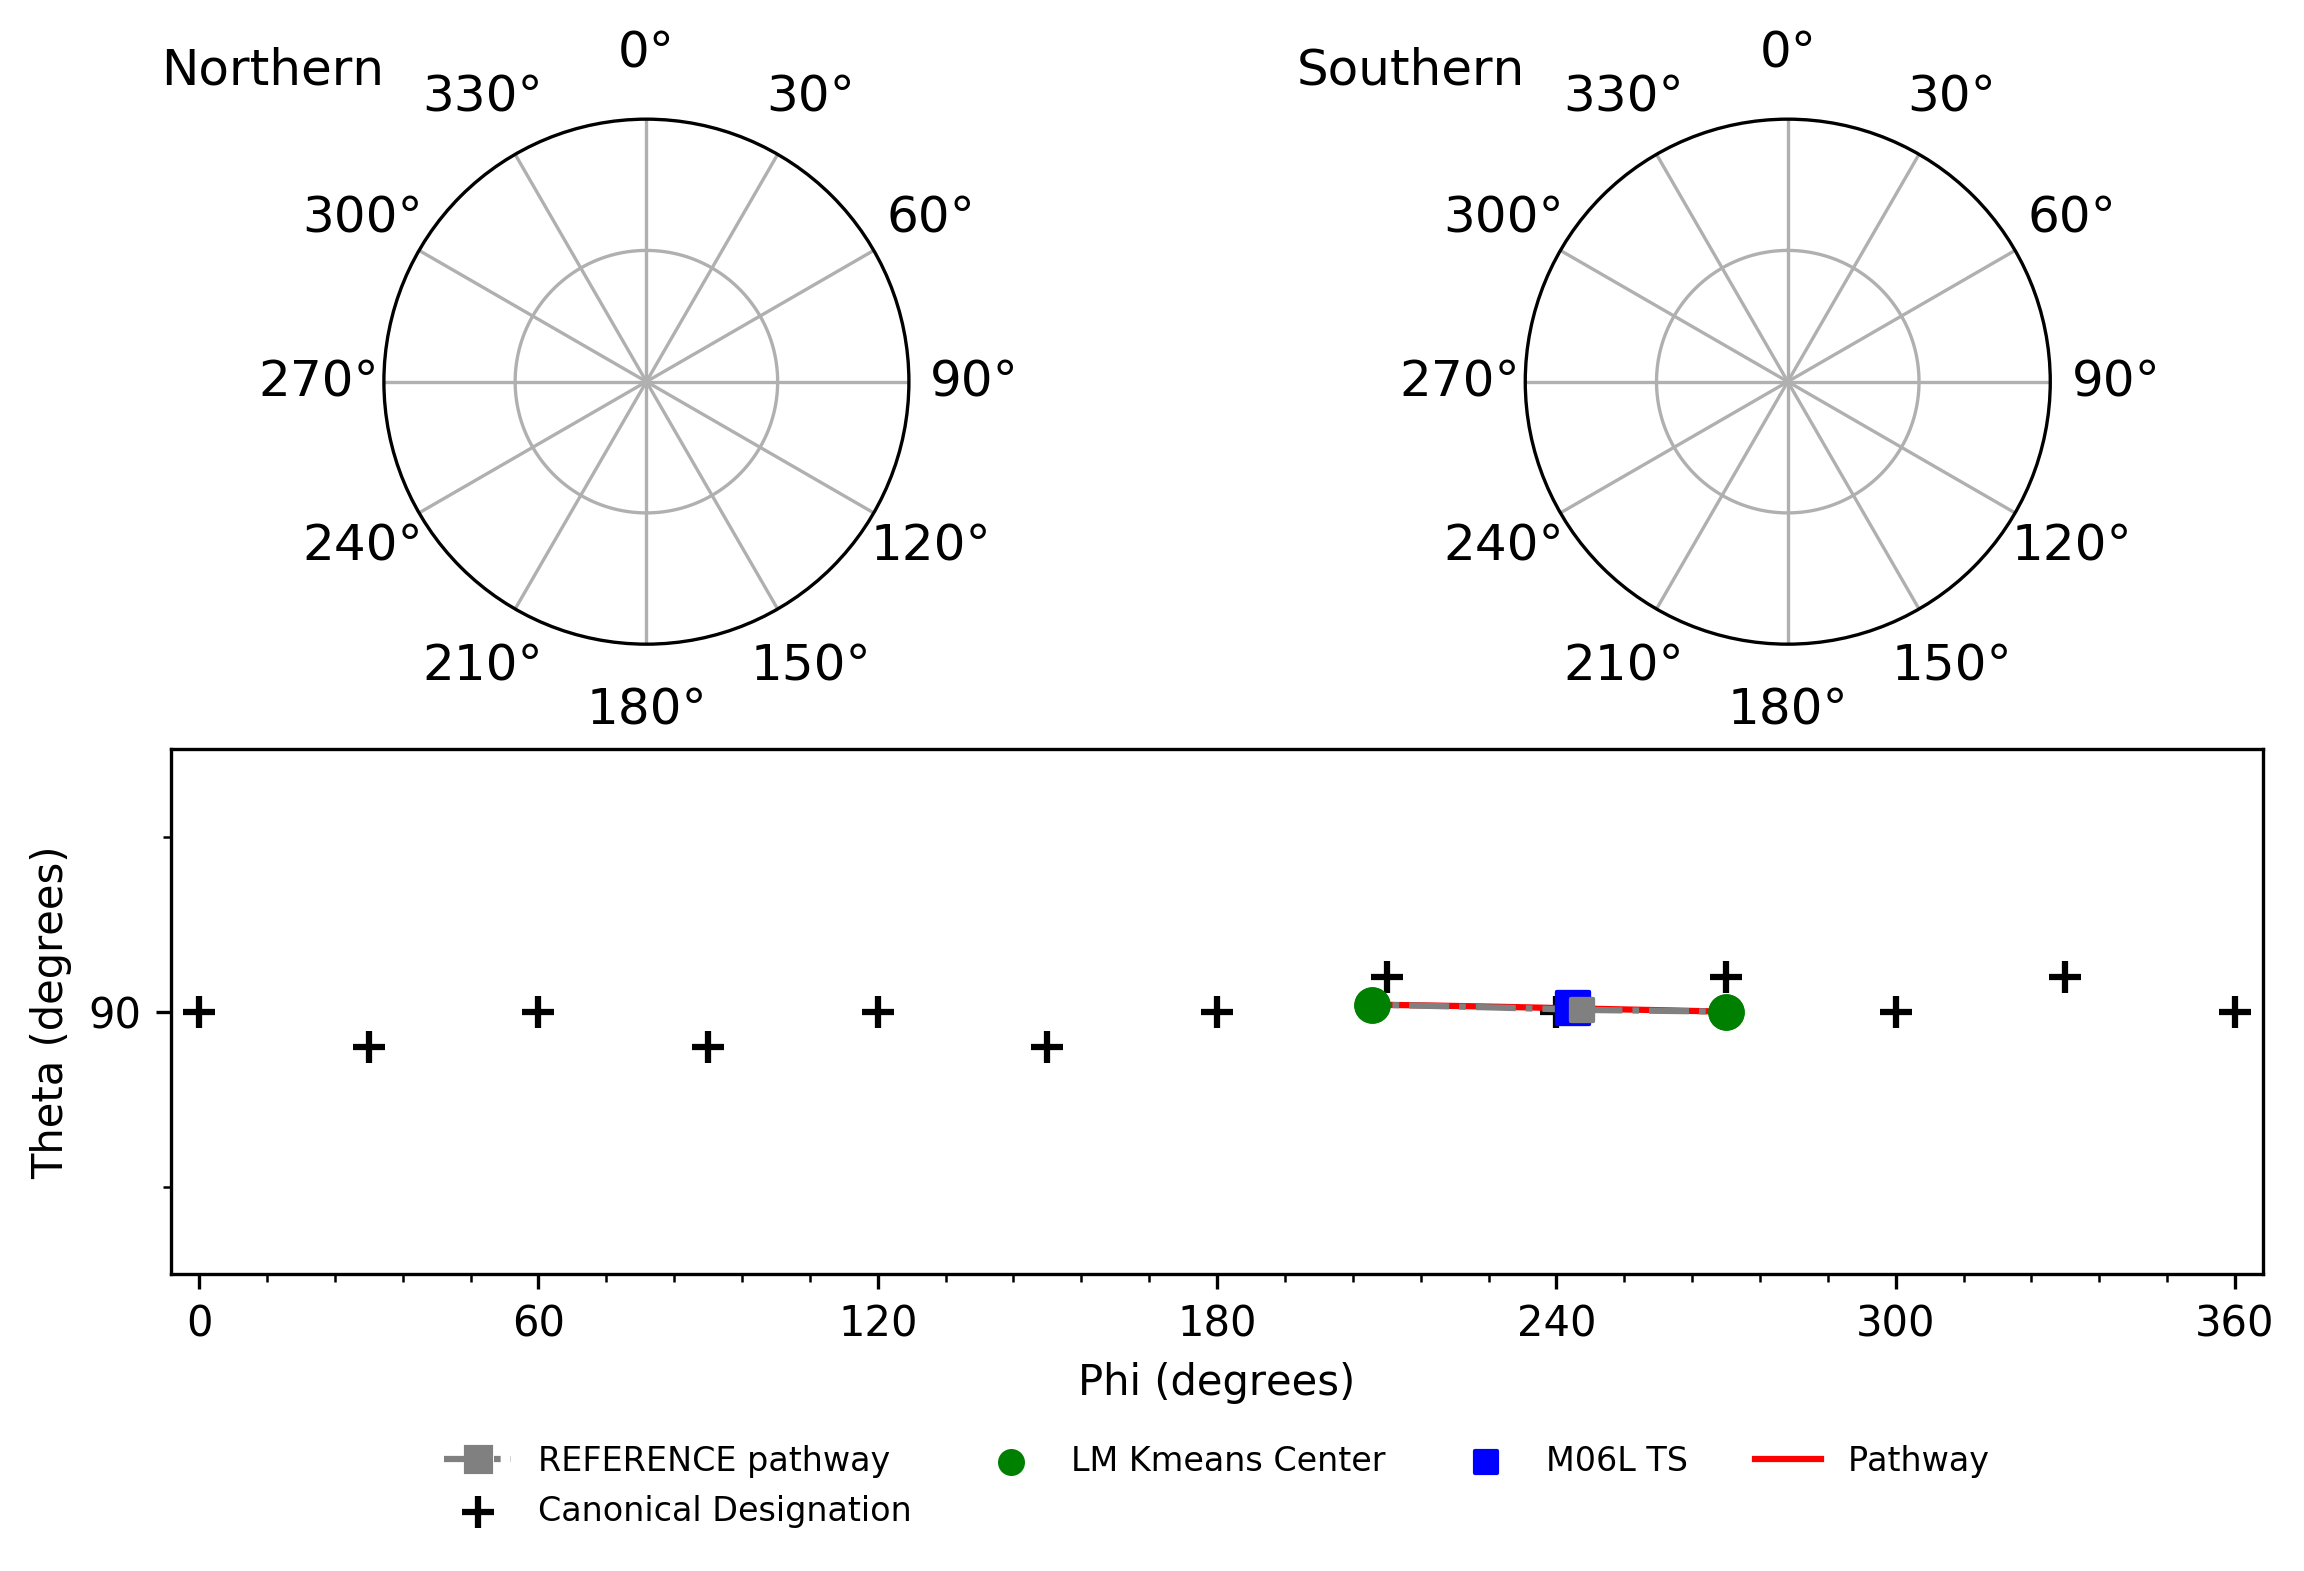 Northern
0°
30°
60°
90°
120°
150°
180°
210°
240°
270°
300°
330°
Southern
0°
30°
60°
90°
120°
150°
180°
210°
240°
270°
300°
330°
Theta (degrees)
90
0 60 120 180 240 300 360
Phi (degrees)
REFERENCE pathway
Canonical Designation
LM Kmeans Center
M06L TS
Pathway